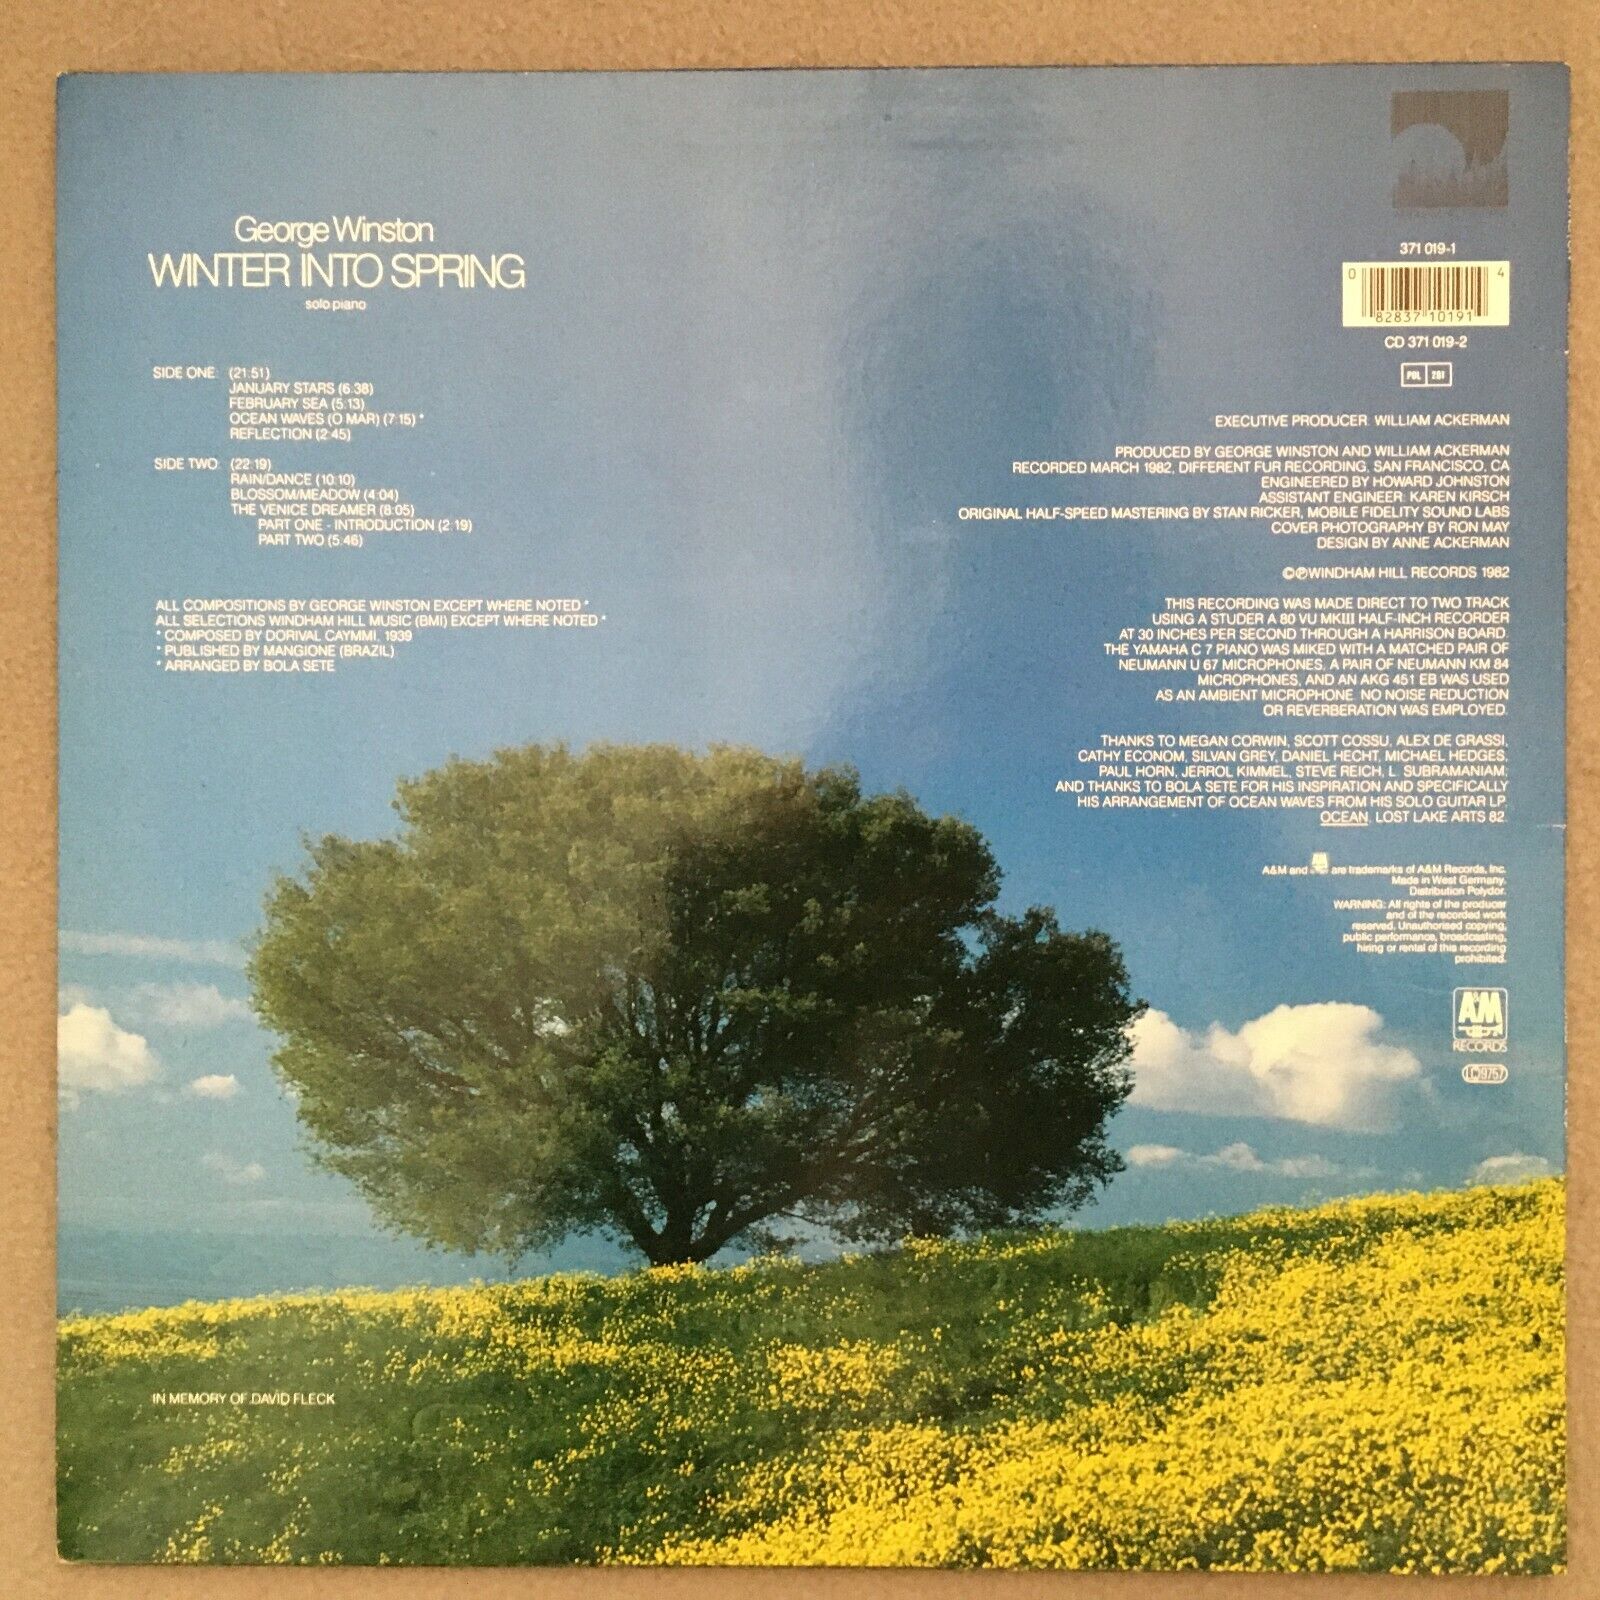 George Winston
WINTER INTO SPRING
solo piano
SIDE ONE: (21:51)
JANUARY STARS (6:38)
FEBRUARY SEA (5:13)
OCEAN WAVES (O MAR) (7:15) *
REFLECTION (2:45)
SIDE TWO: (22:19)
RAIN/DANCE (10:10)
BLOSSOM/MEADOW (4:04)
THE VENICE DREAMER (8:05)
PART ONE - INTRODUCTION (2:19)
PART TWO (5:46)
ALL COMPOSITIONS BY GEORGE WINSTON EXCEPT WHERE NOTED *
ALL SELECTIONS WINDHAM HILL MUSIC (BMI) EXCEPT WHERE NOTED *
* COMPOSED BY DORIVAL CAYMMI, 1939
* PUBLISHED BY MANGIONE (BRAZIL)
* ARRANGED BY BOLA SETE
371 019-1
0 82837 10191 4
CD 371 019-2
POL 281
EXECUTIVE PRODUCER: WILLIAM ACKERMAN
PRODUCED BY GEORGE WINSTON AND WILLIAM ACKERMAN
RECORDED MARCH 1982, DIFFERENT FUR RECORDING, SAN FRANCISCO, CA
ENGINEERED BY HOWARD JOHNSTON
ASSISTANT ENGINEER: KAREN KIRSCH
ORIGINAL HALF-SPEED MASTERING BY STAN RICKER, MOBILE FIDELITY SOUND LABS
COVER PHOTOGRAPHY BY RON MAY
DESIGN BY ANNE ACKERMAN
©℗WINDHAM HILL RECORDS 1982
THIS RECORDING WAS MADE DIRECT TO TWO TRACK
USING A STUDER A 80 VU MKIII HALF-INCH RECORDER
AT 30 INCHES PER SECOND THROUGH A HARRISON BOARD.
THE YAMAHA C 7 PIANO WAS MIKED WITH A MATCHED PAIR OF
NEUMANN U 67 MICROPHONES, A PAIR OF NEUMANN KM 84
MICROPHONES, AND AN AKG 451 EB WAS USED
AS AN AMBIENT MICROPHONE. NO NOISE REDUCTION
OR REVERBERATION WAS EMPLOYED.
THANKS TO MEGAN CORWIN, SCOTT COSSU, ALEX DE GRASSI,
CATHY ECONOM, SILVAN GREY, DANIEL HECHT, MICHAEL HEDGES,
PAUL HORN, JERROL KIMMEL, STEVE REICH, L. SUBRAMANIAM;
AND THANKS TO BOLA SETE FOR HIS INSPIRATION AND SPECIFICALLY
HIS ARRANGEMENT OF OCEAN WAVES FROM HIS SOLO GUITAR LP,
OCEAN, LOST LAKE ARTS 82.
A&M and A&M are trademarks of A&M Records, Inc.
Made in West Germany.
Distribution Polydor.
WARNING: All rights of the producer
and of the recorded work
reserved. Unauthorised copying,
public performance, broadcasting,
hiring or rental of this recording
prohibited.
A&M
RECORDS
LC 9757
IN MEMORY OF DAVID FLECK